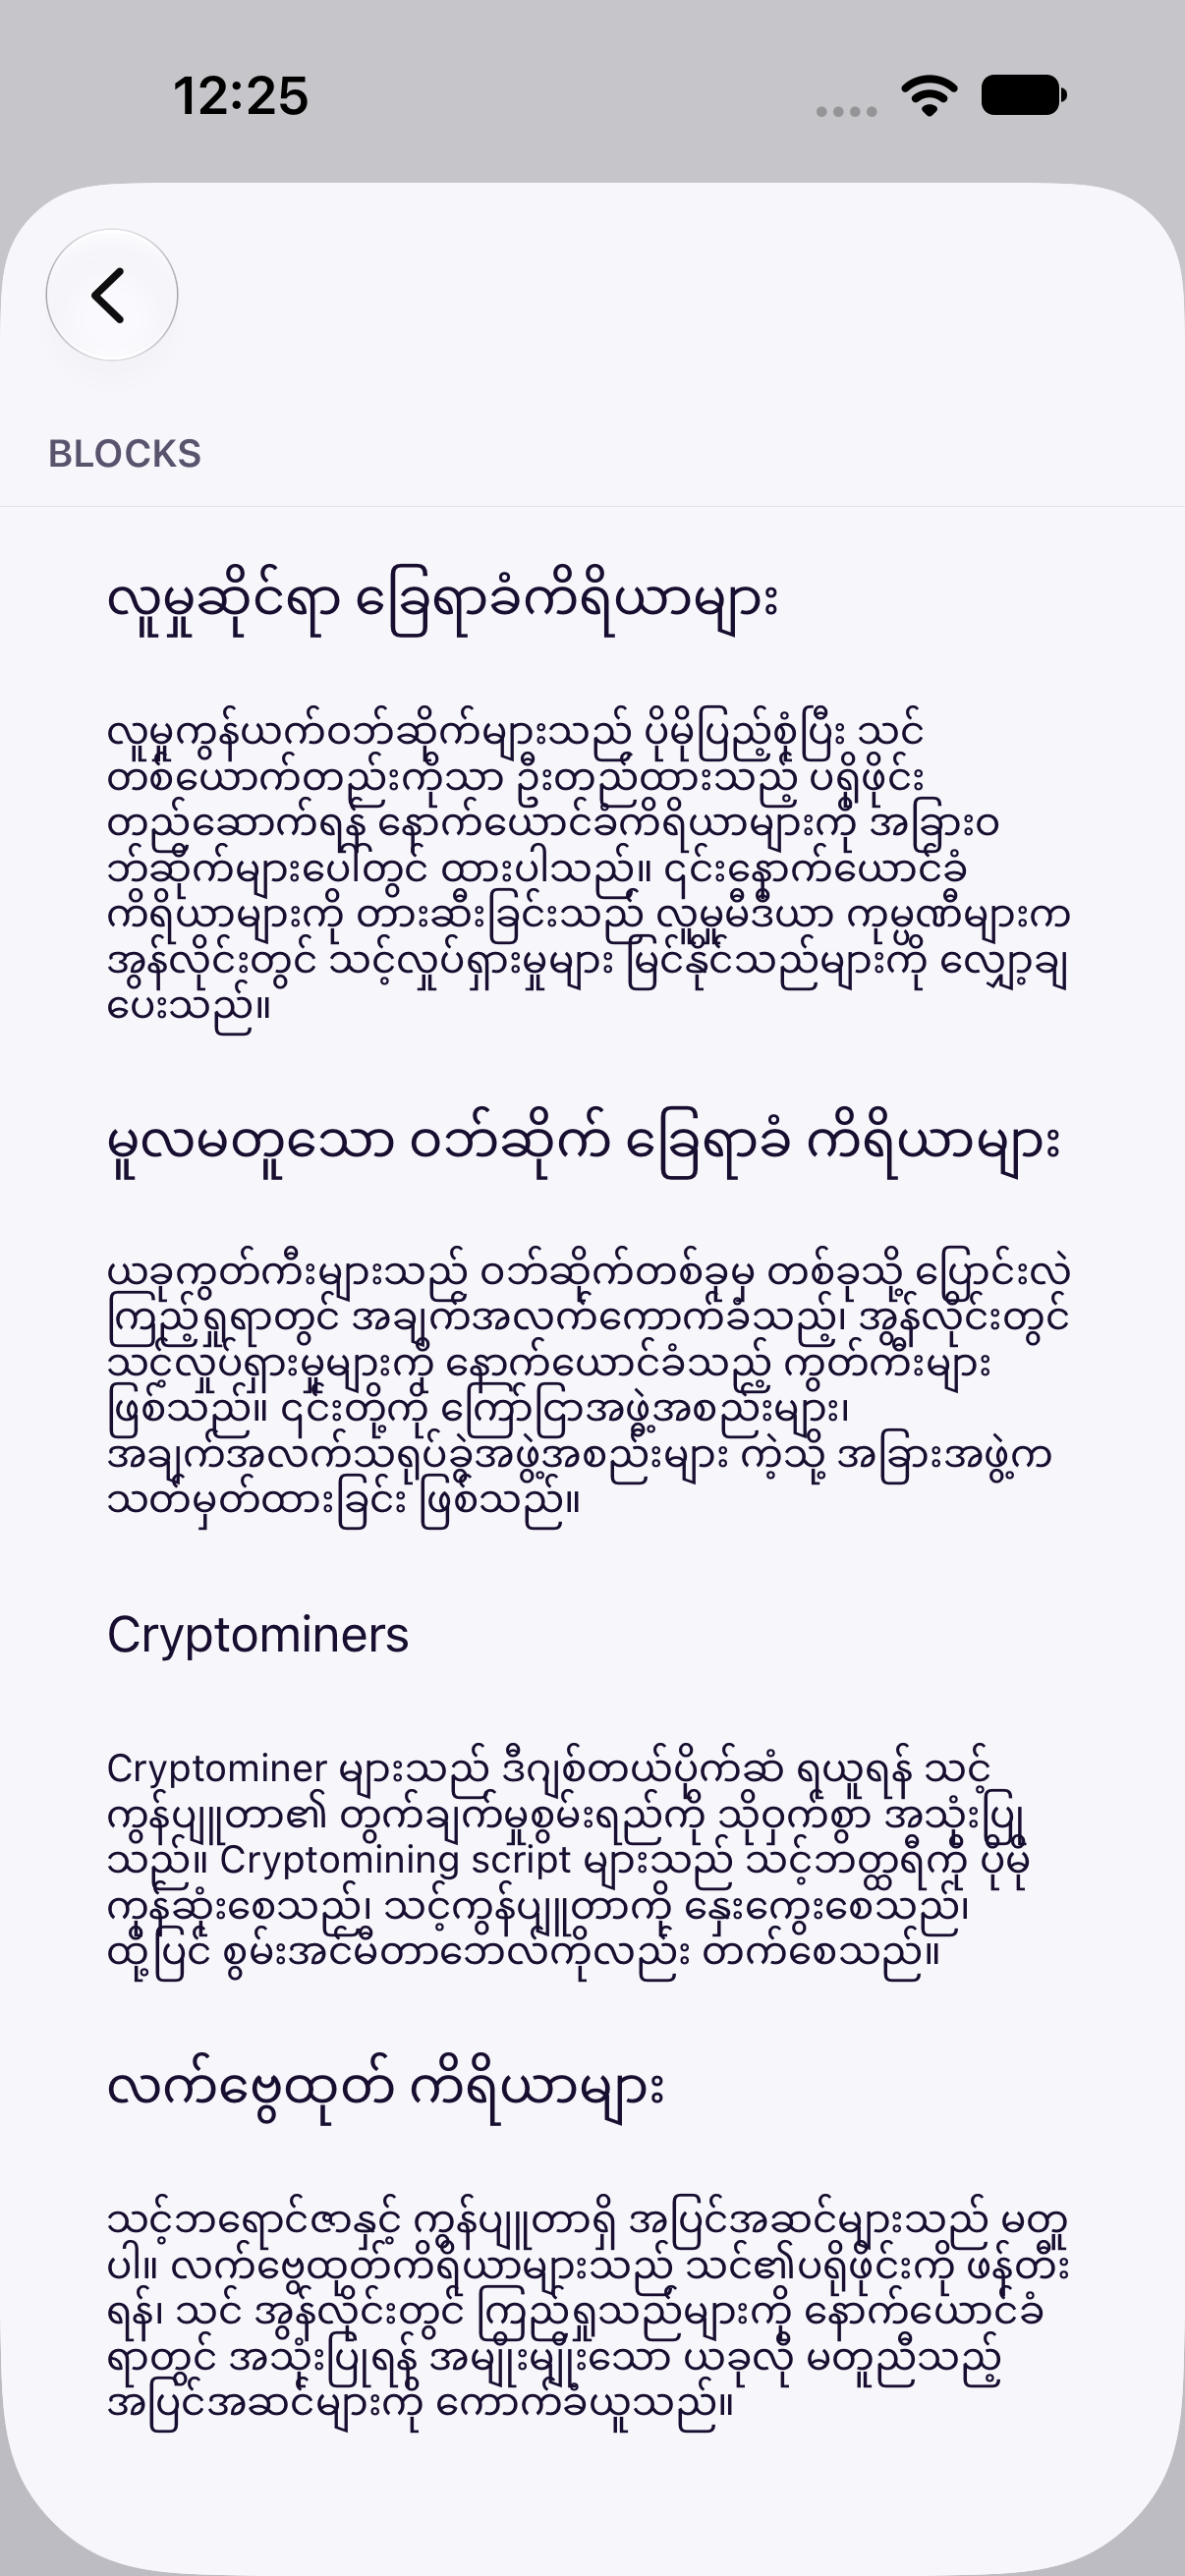 12:25
BLOCKS
လူမှုဆိုင်ရာ ခြေရာခံကိရိယာများ
လူမှုကွန်ယက်ဝဘ်ဆိုက်များသည် ပိုမိုပြည့်စုံပြီး သင်
တစ်ယောက်တည်းကိုသာ ဦးတည်ထားသည့် ပရိုဖိုင်း
တည်ဆောက်ရန် နောက်ယောင်ခံကိရိယာများကို အခြားဝ
ဘ်ဆိုက်များပေါ်တွင် ထားပါသည်။ ၎င်းနောက်ယောင်ခံ
ကိရိယာများကို တားဆီးခြင်းသည် လူမှုမီဒီယာ ကုမ္ပဏီများက
အွန်လိုင်းတွင် သင့်လှုပ်ရှားမှုများ မြင်နိုင်သည်များကို လျှော့ချ
ပေးသည်။
မူလမတူသော ဝဘ်ဆိုက် ခြေရာခံ ကိရိယာများ
ယခုကွတ်ကီးများသည် ဝဘ်ဆိုက်တစ်ခုမှ တစ်ခုသို့ ပြောင်းလဲ
ကြည့်ရှုရာတွင် အချက်အလက်ကောက်ခံသည့်၊ အွန်လိုင်းတွင်
သင့်လှုပ်ရှားမှုများကို နောက်ယောင်ခံသည့် ကွတ်ကီးများ
ဖြစ်သည်။ ၎င်းတို့ကို ကြော်ငြာအဖွဲ့အစည်းများ၊
အချက်အလက်သရုပ်ခွဲအဖွဲ့အစည်းများ ကဲ့သို့ အခြားအဖွဲ့က
သတ်မှတ်ထားခြင်း ဖြစ်သည်။
Cryptominers
Cryptominer များသည် ဒီဂျစ်တယ်ပိုက်ဆံ ရယူရန် သင့်
ကွန်ပျူတာ၏ တွက်ချက်မှုစွမ်းရည်ကို သိုဝှက်စွာ အသုံးပြု
သည်။ Cryptomining script များသည် သင့်ဘတ္ထရီကို ပိုမို
ကုန်ဆုံးစေသည်၊ သင့်ကွန်ပျူတာကို နှေးကွေးစေသည်၊
ထို့ပြင် စွမ်းအင်မီတာဘေလ်ကိုလည်း တက်စေသည်။
လက်ဗွေထုတ် ကိရိယာများ
သင့်ဘရောင်ဇာနှင့် ကွန်ပျူတာရှိ အပြင်အဆင်များသည် မတူ
ပါ။ လက်ဗွေထုတ်ကိရိယာများသည် သင်၏ပရိုဖိုင်းကို ဖန်တီး
ရန်၊ သင် အွန်လိုင်းတွင် ကြည့်ရှုသည်များကို နောက်ယောင်ခံ
ရာတွင် အသုံးပြုရန် အမျိုးမျိုးသော ယခုလို မတူညီသည့်
အပြင်အဆင်များကို ကောက်ခံယူသည်။